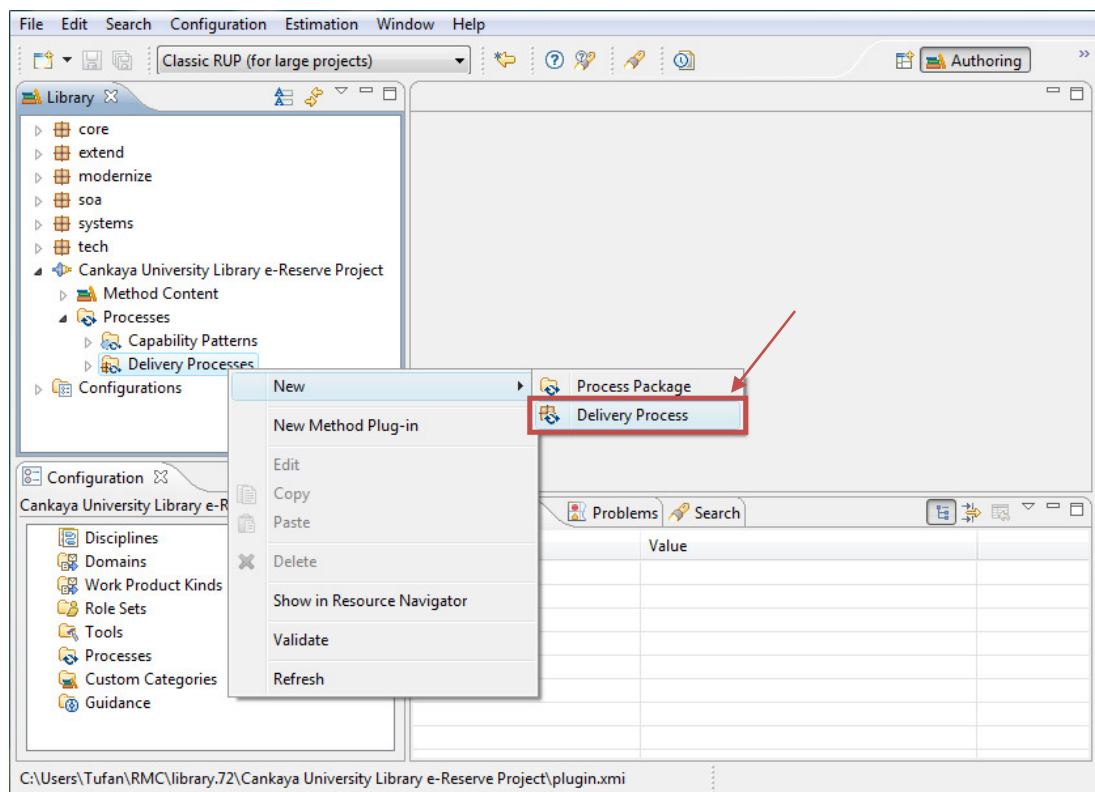 File Edit Search Configuration Estimation Window Help
Classic RUP (for large projects)
Authoring
Library
core
extend
modernize
soa
systems
tech
Cankaya University Library e-Reserve Project
Method Content
Processes
Capability Patterns
Delivery Processes
Configurations
New
New Method Plug-in
Edit
Copy
Paste
Delete
Show in Resource Navigator
Validate
Refresh
Process Package
Delivery Process
Configuration
Cankaya University Library e-R
Disciplines
Domains
Work Product Kinds
Role Sets
Tools
Processes
Custom Categories
Guidance
Problems Search
Value
C:\Users\Tufan\RMC\library.72\Cankaya University Library e-Reserve Project\plugin.xmi